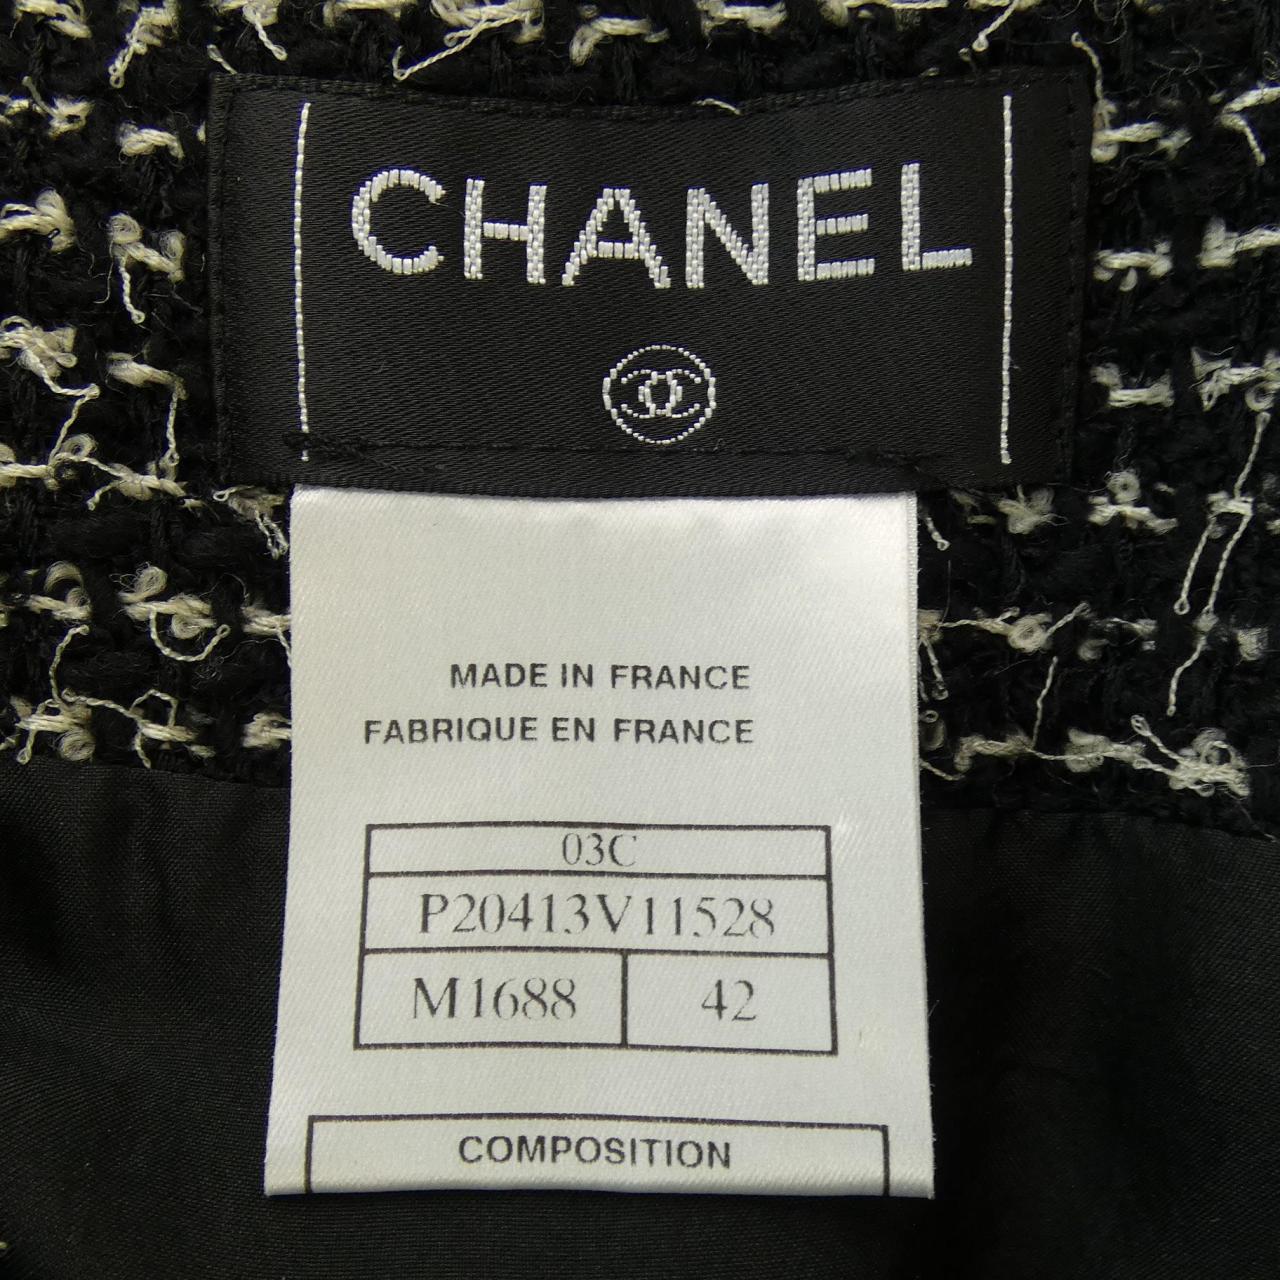 CHANEL
MADE IN FRANCE
FABRIQUE EN FRANCE
03C
P20413V11528
M1688 42
COMPOSITION